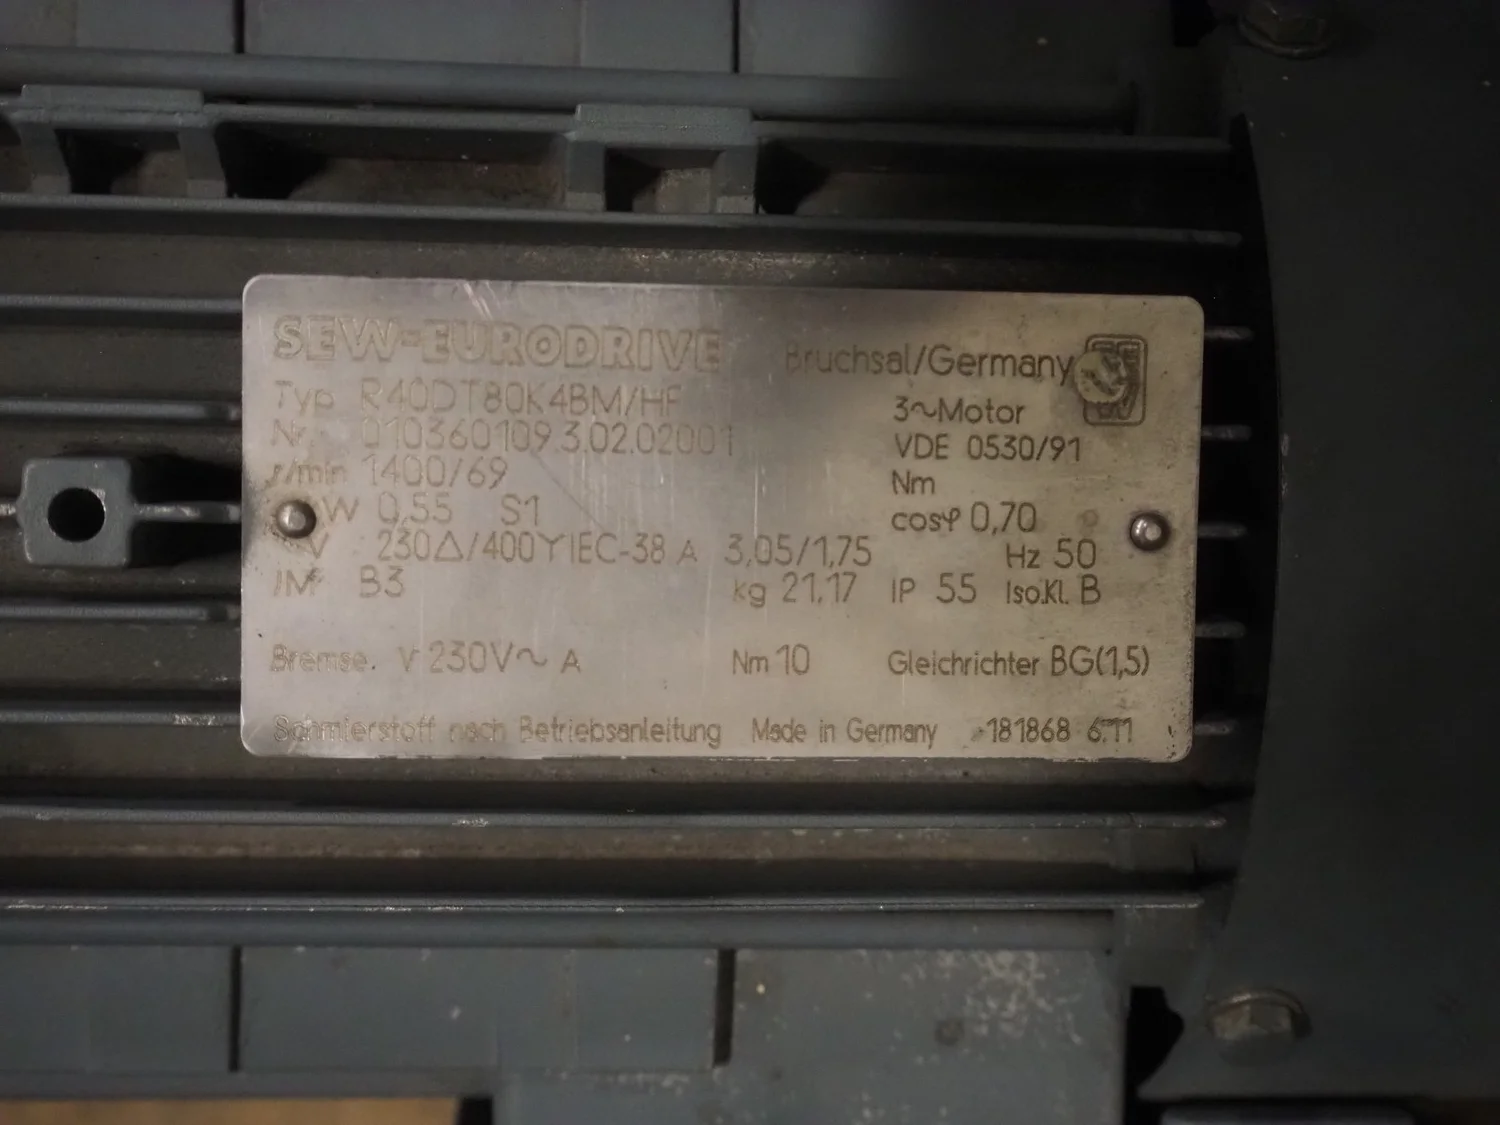 SEW-EURODRIVE Bruchsal/Germany
Typ R40DT80K4BM/HF 3~Motor
Nr. 010360109.3.02.02001 VDE 0530/91
r/min 1400/69 Nm
kW 0,55 S1 cosφ 0,70
V 230△/400Y IEC-38 A 3,05/1,75 Hz 50
IM B3 kg 21,17 IP 55 Iso.Kl. B
Bremse. V 230V~ A Nm 10 Gleichrichter BG(1,5)
Schmierstoff nach Betriebsanleitung Made in Germany 181868 6.11